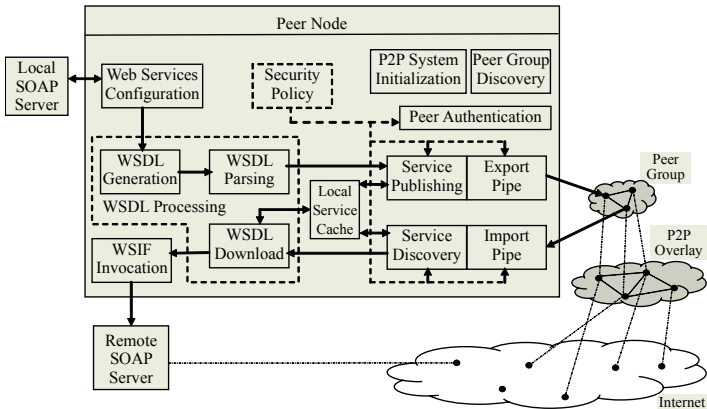 Peer Node
Local
SOAP
Server
Web Services
Configuration
Security
Policy
P2P System
Initialization
Peer Group
Discovery
Peer Authentication
WSDL
Generation
WSDL
Parsing
WSDL Processing
Local
Service
Cache
Service
Publishing
Export
Pipe
Peer
Group
WSIF
Invocation
WSDL
Download
Service
Discovery
Import
Pipe
P2P
Overlay
Remote
SOAP
Server
Internet